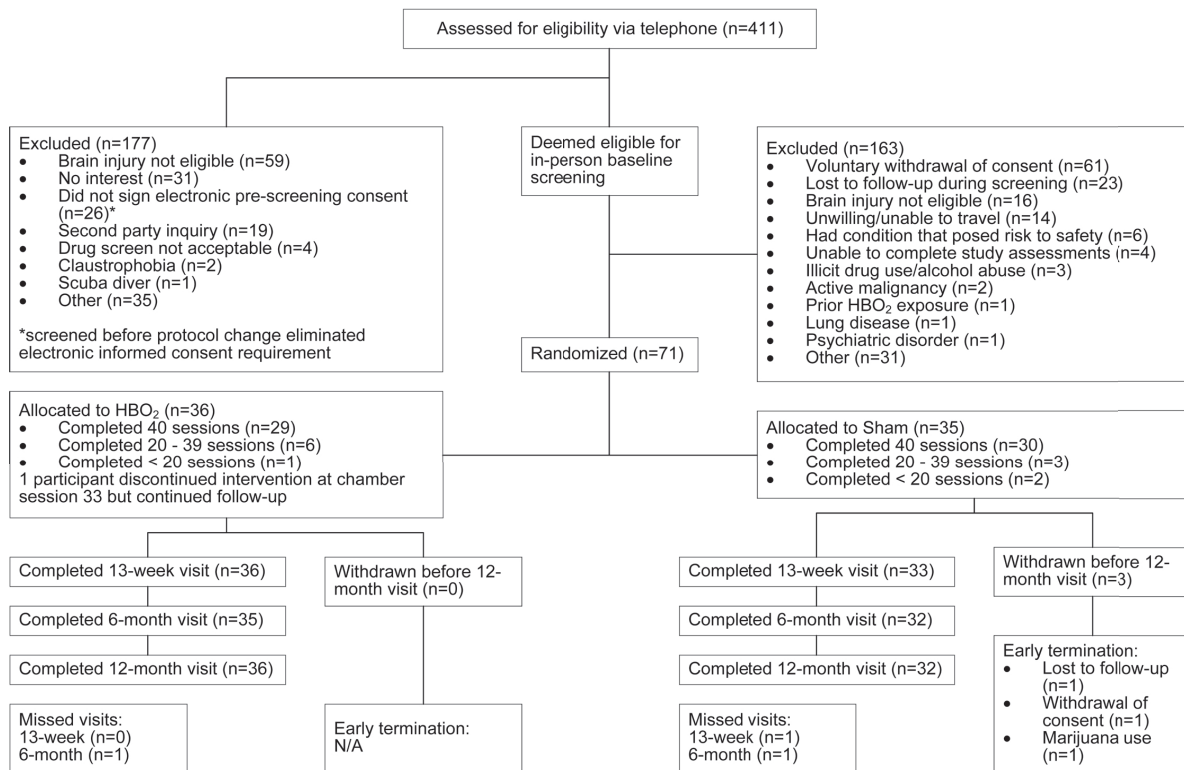 Assessed for eligibility via telephone (n=411)
Excluded (n=177)
• Brain injury not eligible (n=59)
• No interest (n=31)
• Did not sign electronic pre-screening consent
(n=26)*
• Second party inquiry (n=19)
• Drug screen not acceptable (n=4)
• Claustrophobia (n=2)
• Scuba diver (n=1)
• Other (n=35)
*screened before protocol change eliminated
electronic informed consent requirement
Deemed eligible for
in-person baseline
screening
Excluded (n=163)
• Voluntary withdrawal of consent (n=61)
• Lost to follow-up during screening (n=23)
• Brain injury not eligible (n=16)
• Unwilling/unable to travel (n=14)
• Had condition that posed risk to safety (n=6)
• Unable to complete study assessments (n=4)
• Illicit drug use/alcohol abuse (n=3)
• Active malignancy (n=2)
• Prior HBO₂ exposure (n=1)
• Lung disease (n=1)
• Psychiatric disorder (n=1)
• Other (n=31)
Randomized (n=71)
Allocated to HBO₂ (n=36)
• Completed 40 sessions (n=29)
• Completed 20 - 39 sessions (n=6)
• Completed < 20 sessions (n=1)
1 participant discontinued intervention at chamber
session 33 but continued follow-up
Allocated to Sham (n=35)
• Completed 40 sessions (n=30)
• Completed 20 - 39 sessions (n=3)
• Completed < 20 sessions (n=2)
Completed 13-week visit (n=36)
Completed 6-month visit (n=35)
Completed 12-month visit (n=36)
Missed visits:
13-week (n=0)
6-month (n=1)
Withdrawn before 12-
month visit (n=0)
Early termination:
N/A
Completed 13-week visit (n=33)
Completed 6-month visit (n=32)
Completed 12-month visit (n=32)
Missed visits:
13-week (n=1)
6-month (n=1)
Withdrawn before 12-
month visit (n=3)
Early termination:
• Lost to follow-up
(n=1)
• Withdrawal of
consent (n=1)
• Marijuana use
(n=1)